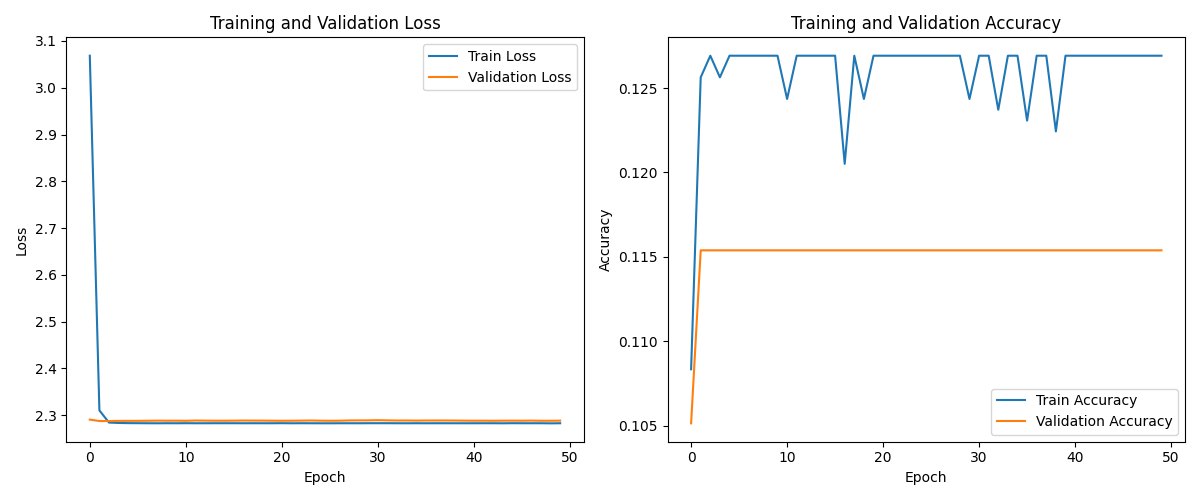 Training and Validation Loss
3.1
3.0
2.9
2.8
2.7
2.6
2.5
2.4
2.3
Loss
0
10
20
30
40
50
Epoch
Train Loss
Validation Loss
Training and Validation Accuracy
0.125
0.120
0.115
0.110
0.105
Accuracy
0
10
20
30
40
50
Epoch
Train Accuracy
Validation Accuracy